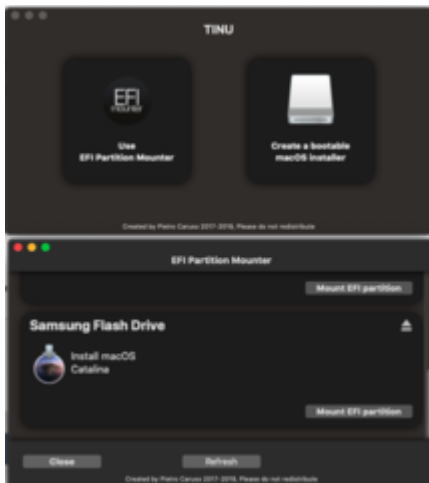 TINU
EFI
mounter
Use
EFI Partition Mounter
Create a bootable
macOS installer
Created by Pietro Caruso 2017-2019, Please do not redistribute
EFI Partition Mounter
Mount EFI partition
Samsung Flash Drive
Install macOS
Catalina
Mount EFI partition
Close
Refresh
Created by Pietro Caruso 2017-2019, Please do not redistribute